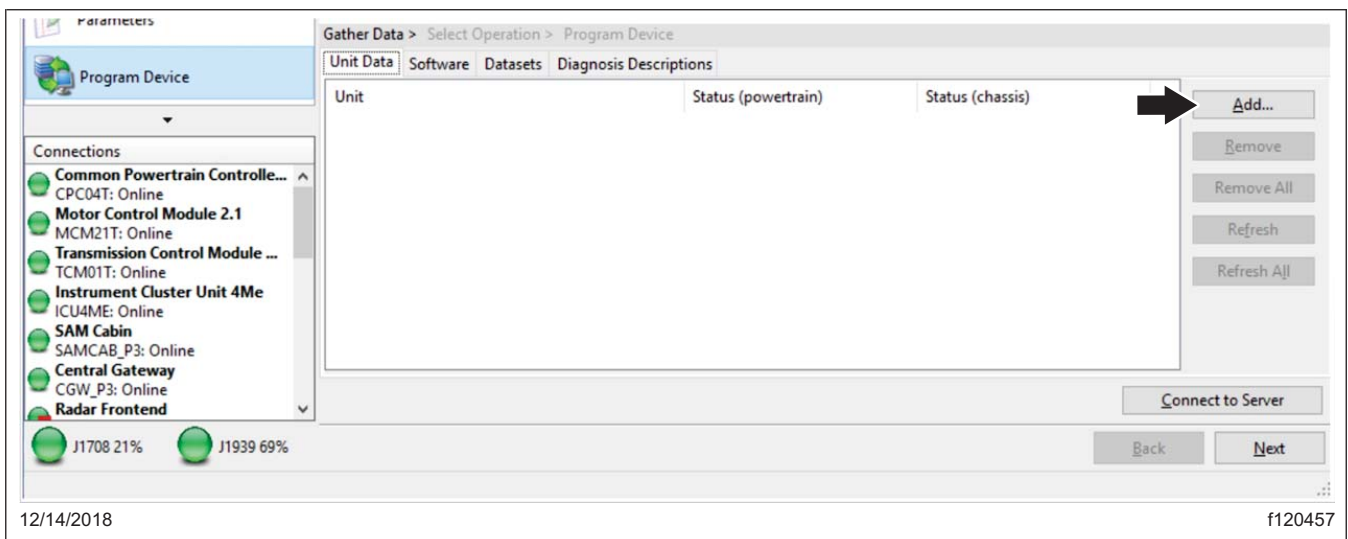 Parameters
Program Device
Connections
Common Powertrain Controlle...
CPC04T: Online
Motor Control Module 2.1
MCM21T: Online
Transmission Control Module ...
TCM01T: Online
Instrument Cluster Unit 4Me
ICU4ME: Online
SAM Cabin
SAMCAB_P3: Online
Central Gateway
CGW_P3: Online
Radar Frontend
J1708 21% J1939 69%
Gather Data > Select Operation > Program Device
Unit Data Software Datasets Diagnosis Descriptions
Unit Status (powertrain) Status (chassis)
Add...
Remove
Remove All
Refresh
Refresh All
Connect to Server
Back Next
12/14/2018 f120457